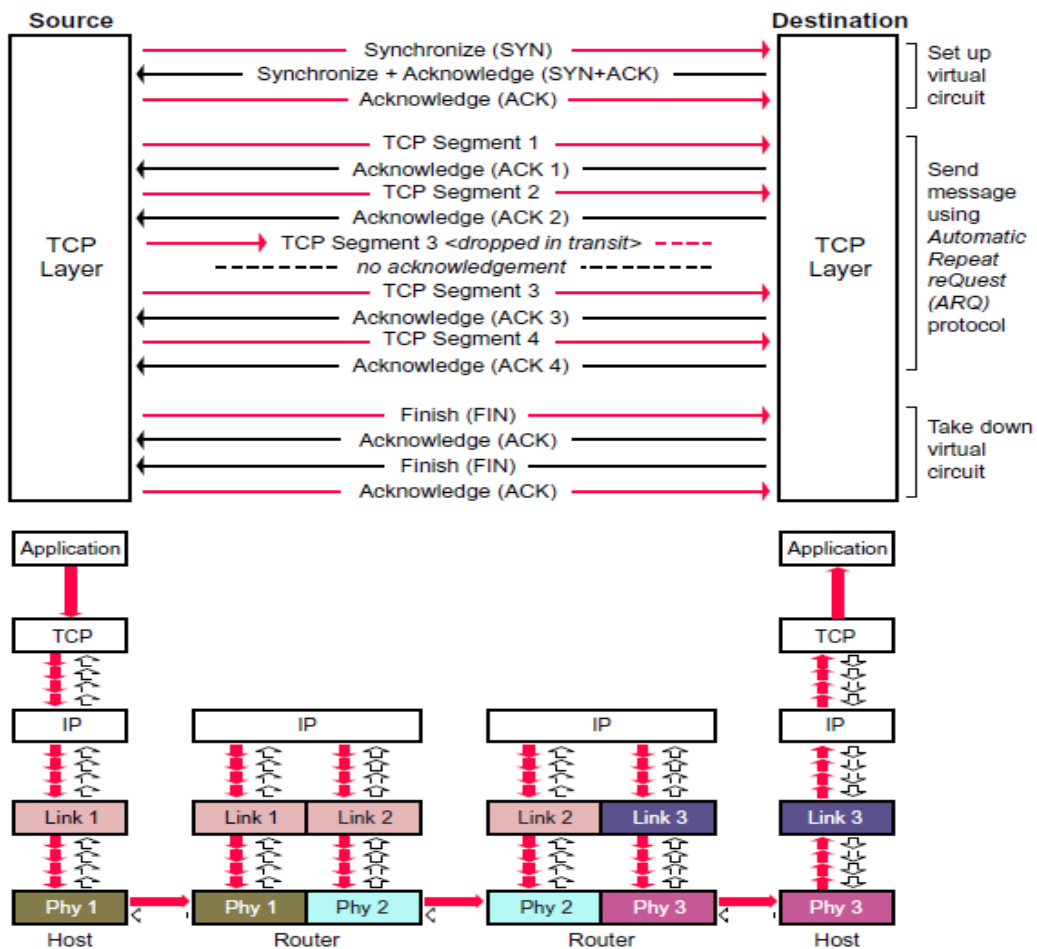 Source
Destination
Synchronize (SYN)
Synchronize + Acknowledge (SYN+ACK)
Acknowledge (ACK)
Set up
virtual
circuit
TCP Segment 1
Acknowledge (ACK 1)
TCP Segment 2
Acknowledge (ACK 2)
TCP Segment 3 <dropped in transit>
no acknowledgement
TCP Segment 3
Acknowledge (ACK 3)
TCP Segment 4
Acknowledge (ACK 4)
TCP
Layer
TCP
Layer
Send
message
using
Automatic
Repeat
reQuest
(ARQ)
protocol
Finish (FIN)
Acknowledge (ACK)
Finish (FIN)
Acknowledge (ACK)
Take down
virtual
circuit
Application
Application
TCP
TCP
IP
IP
IP
IP
Link 1
Link 1
Link 2
Link 2
Link 3
Link 3
Phy 1
Phy 1
Phy 2
Phy 2
Phy 3
Phy 3
Host
Router
Router
Host